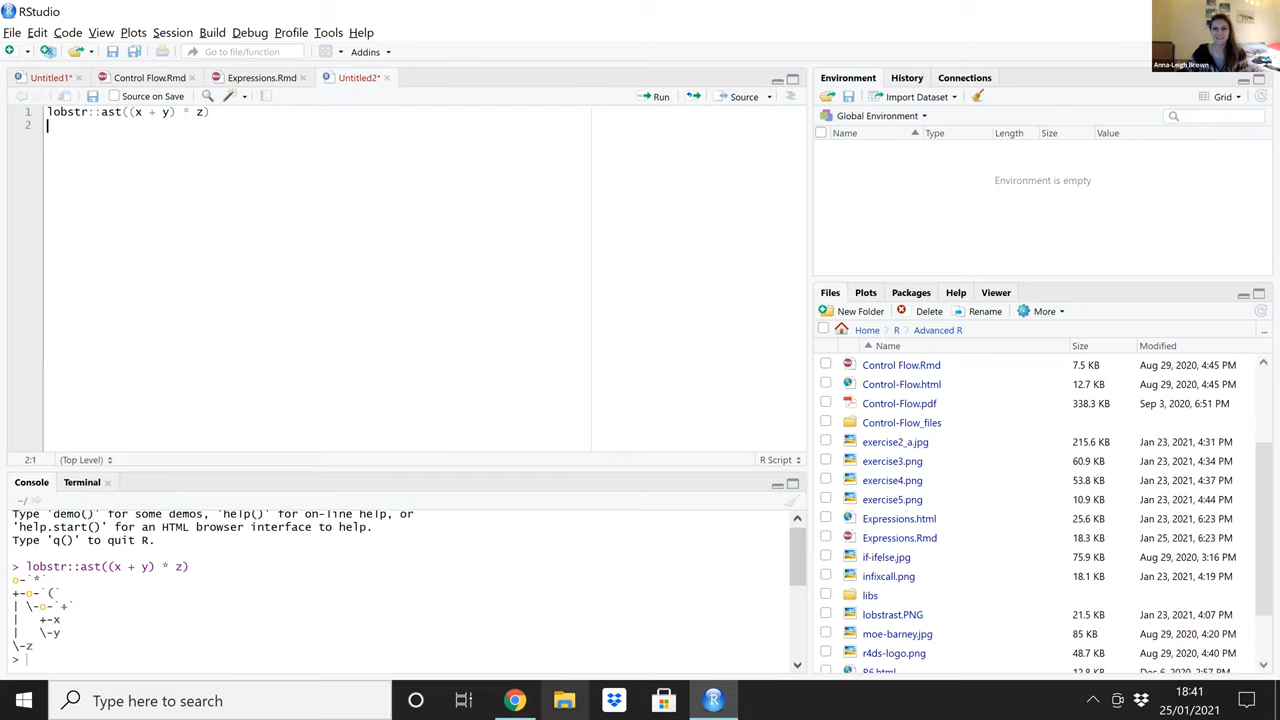 RStudio
File Edit Code View Plots Session Build Debug Profile Tools Help
Go to file/function Addins
Untitled1* Control Flow.Rmd Expressions.Rmd Untitled2*
Source on Save Run Source
1 lobstr::ast((x + y) * z)
2
2:1 (Top Level) R Script
Console Terminal
~/
Type 'demo()' for some demos, 'help()' for on-line help, or
'help.start()' for an HTML browser interface to help.
Type 'q()' to quit R.
> lobstr::ast((x + y) * z)
o-`*`
+-o-`(`
| \-o-`+`
|   +-x
|   \-y
\-z
>
Anna-Leigh Brown
Environment History Connections
Import Dataset Grid
Global Environment
Name Type Length Size Value
Environment is empty
Files Plots Packages Help Viewer
New Folder Delete Rename More
Home R Advanced R ...
Name Size Modified
Control Flow.Rmd 7.5 KB Aug 29, 2020, 4:45 PM
Control-Flow.html 12.7 KB Aug 29, 2020, 4:45 PM
Control-Flow.pdf 338.3 KB Sep 3, 2020, 6:51 PM
Control-Flow_files
exercise2_a.jpg 215.6 KB Jan 23, 2021, 4:31 PM
exercise3.png 60.9 KB Jan 23, 2021, 4:34 PM
exercise4.png 53.8 KB Jan 23, 2021, 4:37 PM
exercise5.png 10.9 KB Jan 23, 2021, 4:44 PM
Expressions.html 25.6 KB Jan 23, 2021, 6:23 PM
Expressions.Rmd 18.3 KB Jan 25, 2021, 6:23 PM
if-ifelse.jpg 75.9 KB Aug 29, 2020, 3:16 PM
infixcall.png 18.1 KB Jan 23, 2021, 4:19 PM
libs
lobstrast.PNG 21.5 KB Jan 23, 2021, 4:07 PM
moe-barney.jpg 85 KB Aug 29, 2020, 4:20 PM
r4ds-logo.png 48.7 KB Aug 29, 2020, 4:40 PM
R6.html 12.8 KB Dec 6, 2020, 2:57 PM
Type here to search
18:41
25/01/2021